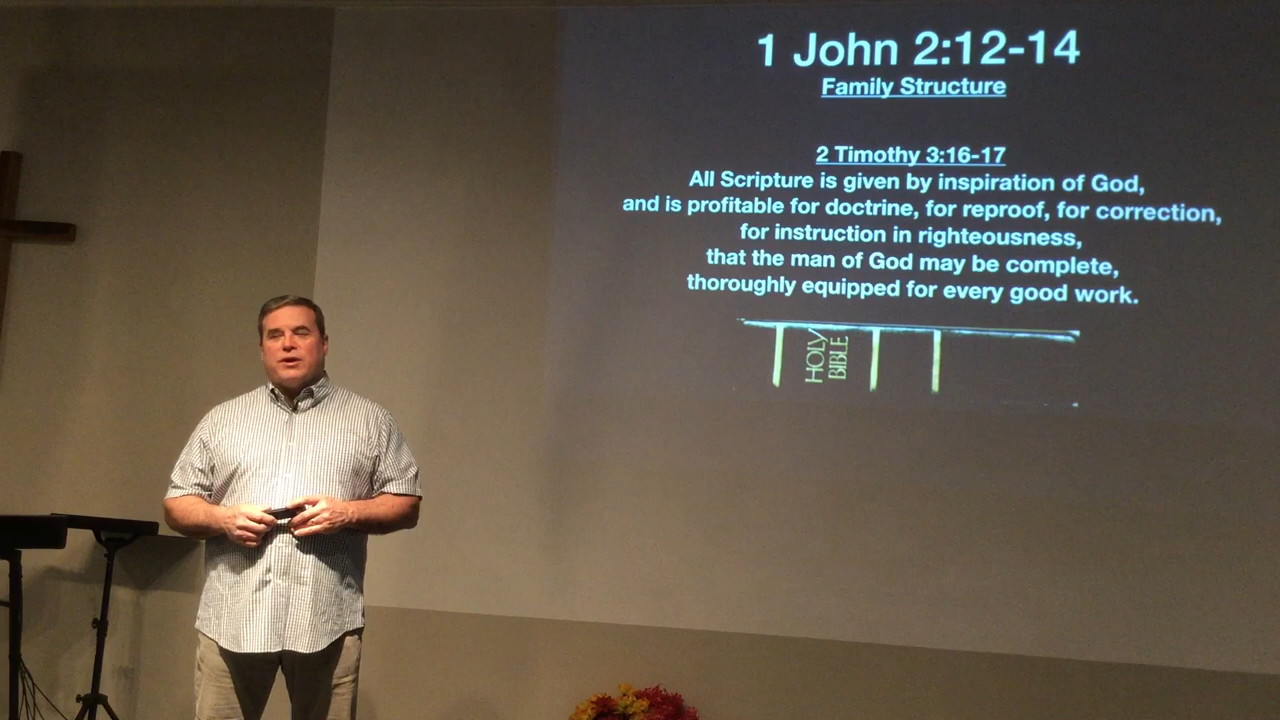 1 John 2:12-14
Family Structure
2 Timothy 3:16-17
All Scripture is given by inspiration of God,
and is profitable for doctrine, for reproof, for correction,
for instruction in righteousness,
that the man of God may be complete,
thoroughly equipped for every good work.
HOLY
BIBLE